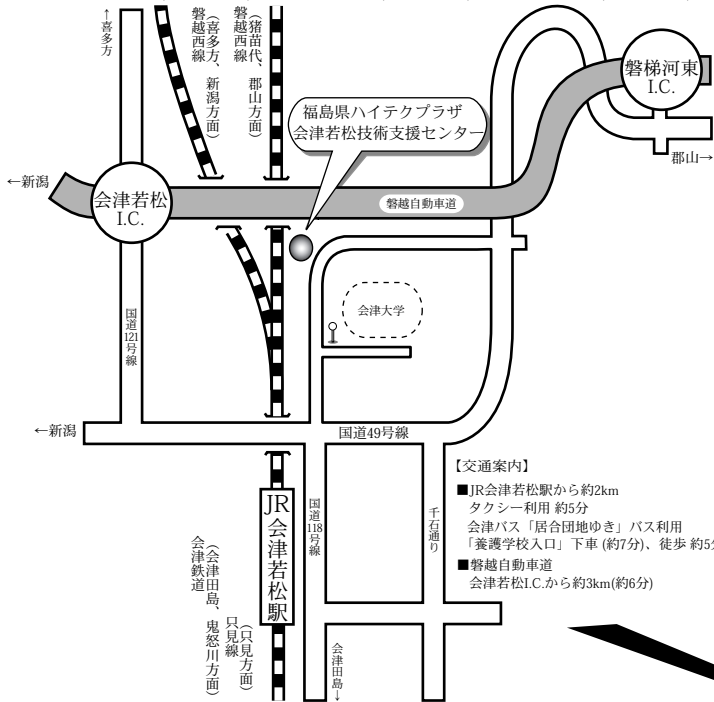 ←喜多方
磐越西線
(喜多方、新潟方面)
磐越西線
(猪苗代、郡山方面)
福島県ハイテクプラザ
会津若松技術支援センター
磐梯河東
I.C.
郡山→
←新潟
会津若松
I.C.
磐越自動車道
会津大学
国道121号線
←新潟
国道49号線
【交通案内】
■JR会津若松駅から約2km
タクシー利用 約5分
会津バス「居合団地ゆき」バス利用
「養護学校入口」下車 (約7分)、徒歩 約5分
■磐越自動車道
会津若松I.C.から約3km(約6分)
JR会津若松駅
国道118号線
千石通り
会津鉄道
(会津田島、鬼怒川方面)
只見線
(只見方面)
会津田島→